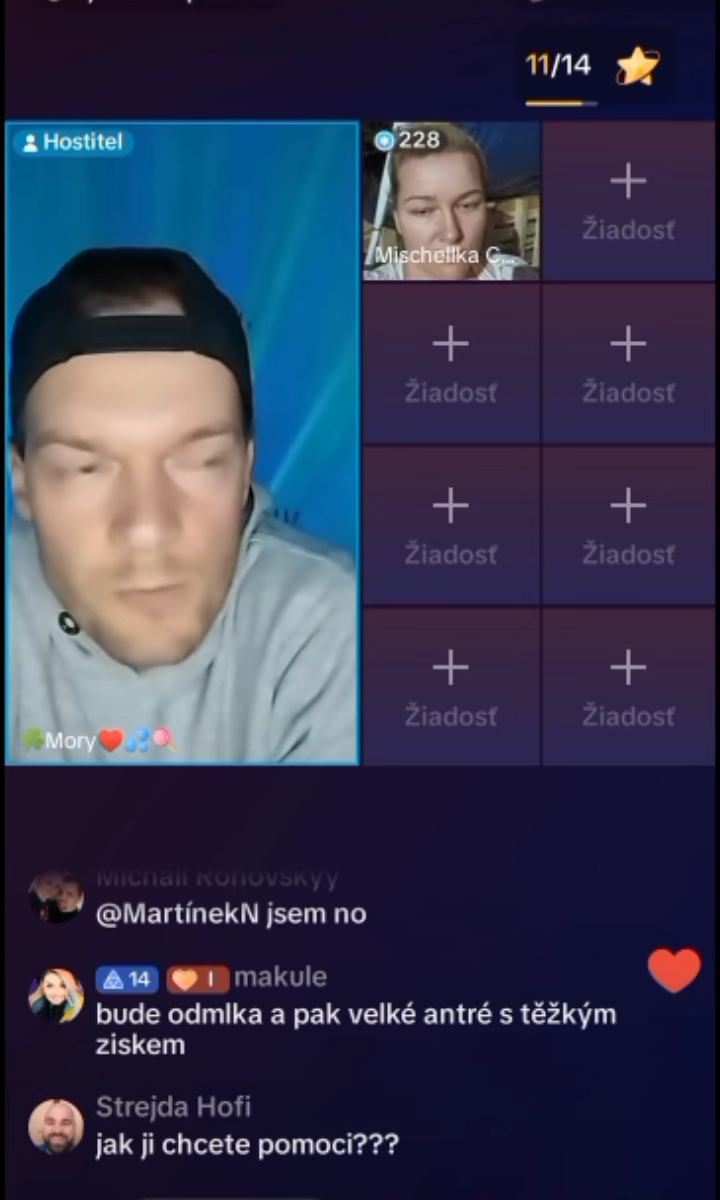 11/14
Hostitel
228
Mischellka C...
Žiadosť
Žiadosť
Žiadosť
Žiadosť
Žiadosť
Žiadosť
Žiadosť
🍀Mory❤️💦🍭
@MartínekN jsem no
14 I makule
bude odmlka a pak velké antré s těžkým
ziskem
Strejda Hofi
jak ji chcete pomoci???